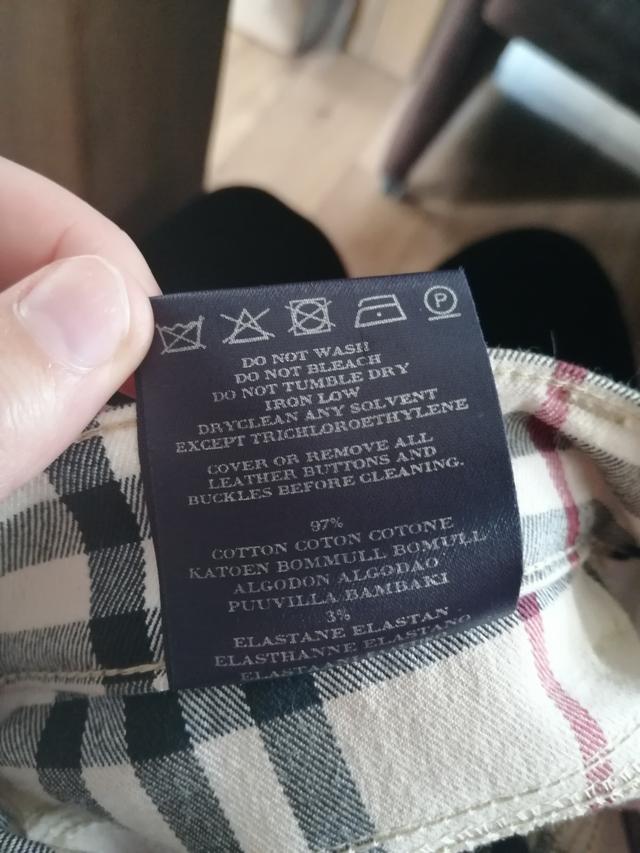 P
DO NOT WASH
DO NOT BLEACH
DO NOT TUMBLE DRY
IRON LOW
DRYCLEAN ANY SOLVENT
EXCEPT TRICHLOROETHYLENE
COVER OR REMOVE ALL
LEATHER BUTTONS AND
BUCKLES BEFORE CLEANING.
97%
COTTON COTON COTONE
KATOEN BOMMULL BOMULL
ALGODON ALGODAO
PUUVILLA BAMBAKI
3%
ELASTANE ELASTAN
ELASTHANNE ELASTANO